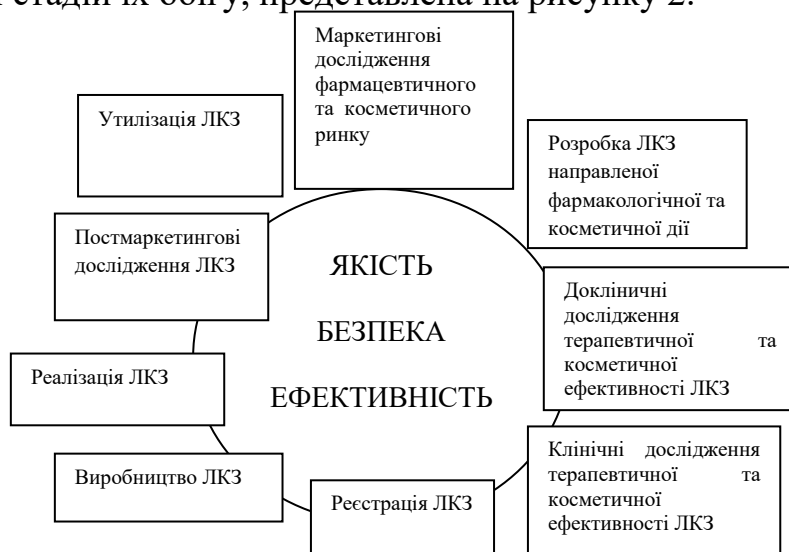 стадій їх обігу, представлена на рисунку 2.
Маркетингові
дослідження
фармацевтичного
та косметичного
ринку
Утилізація ЛКЗ
Розробка ЛКЗ
направленої
фармакологічної та
косметичної дії
Постмаркетингові
дослідження ЛКЗ
ЯКІСТЬ
БЕЗПЕКА
ЕФЕКТИВНІСТЬ
Докліничні
дослідження
терапевтичної та
косметичної
ефективності ЛКЗ
Реалізація ЛКЗ
Клінічні дослідження
терапевтичної та
косметичної
ефективності ЛКЗ
Виробництво ЛКЗ
Реєстрація ЛКЗ